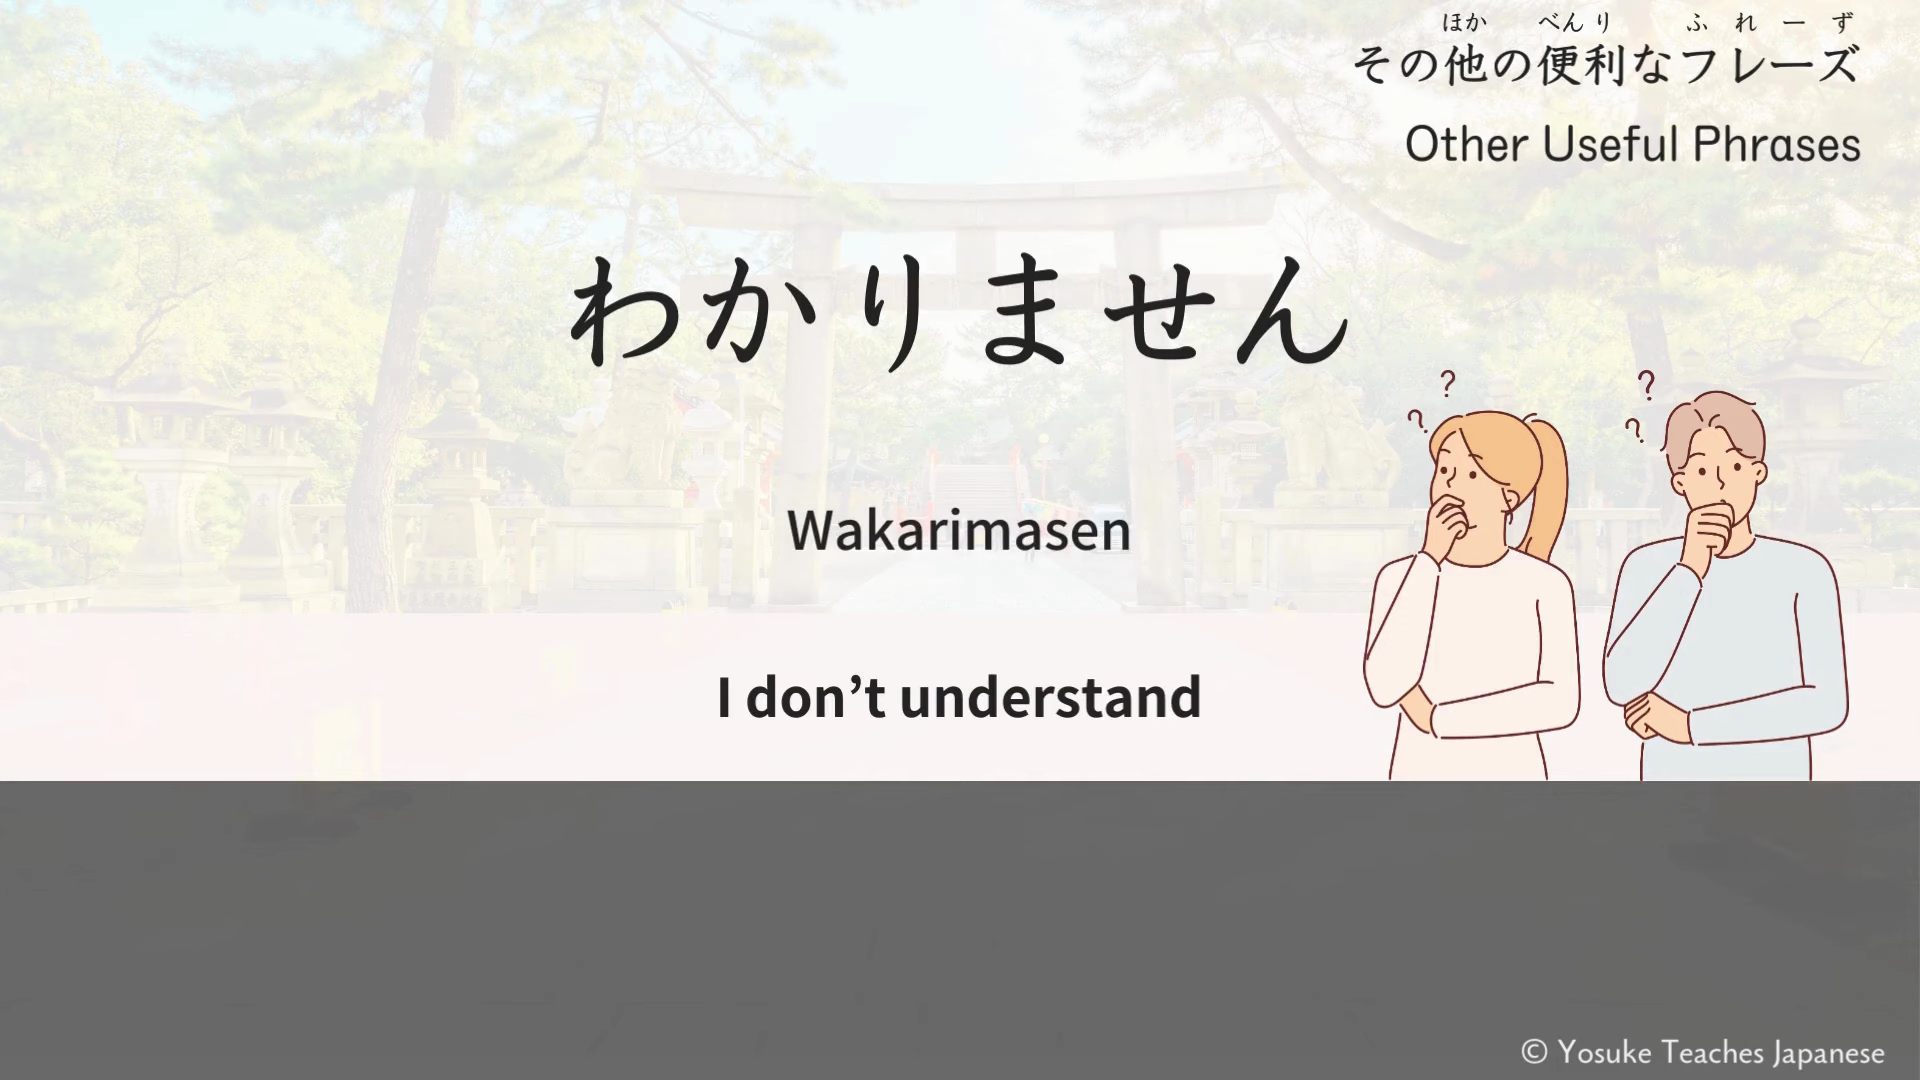 ほか べんり ふれーず
その他の便利なフレーズ
Other Useful Phrases
わかりません
? ? ? ?
Wakarimasen
I don’t understand
© Yosuke Teaches Japanese